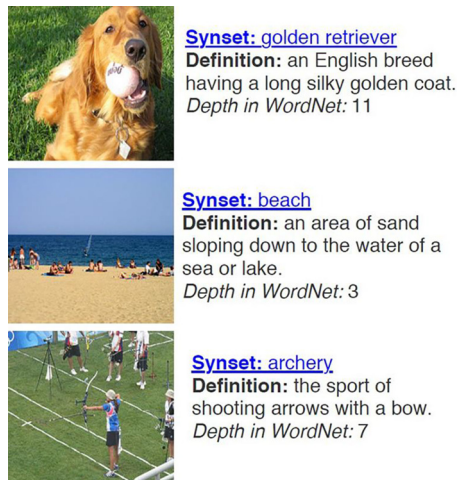 Synset: golden retriever
Definition: an English breed
having a long silky golden coat.
Depth in WordNet: 11
Synset: beach
Definition: an area of sand
sloping down to the water of a
sea or lake.
Depth in WordNet: 3
Synset: archery
Definition: the sport of
shooting arrows with a bow.
Depth in WordNet: 7